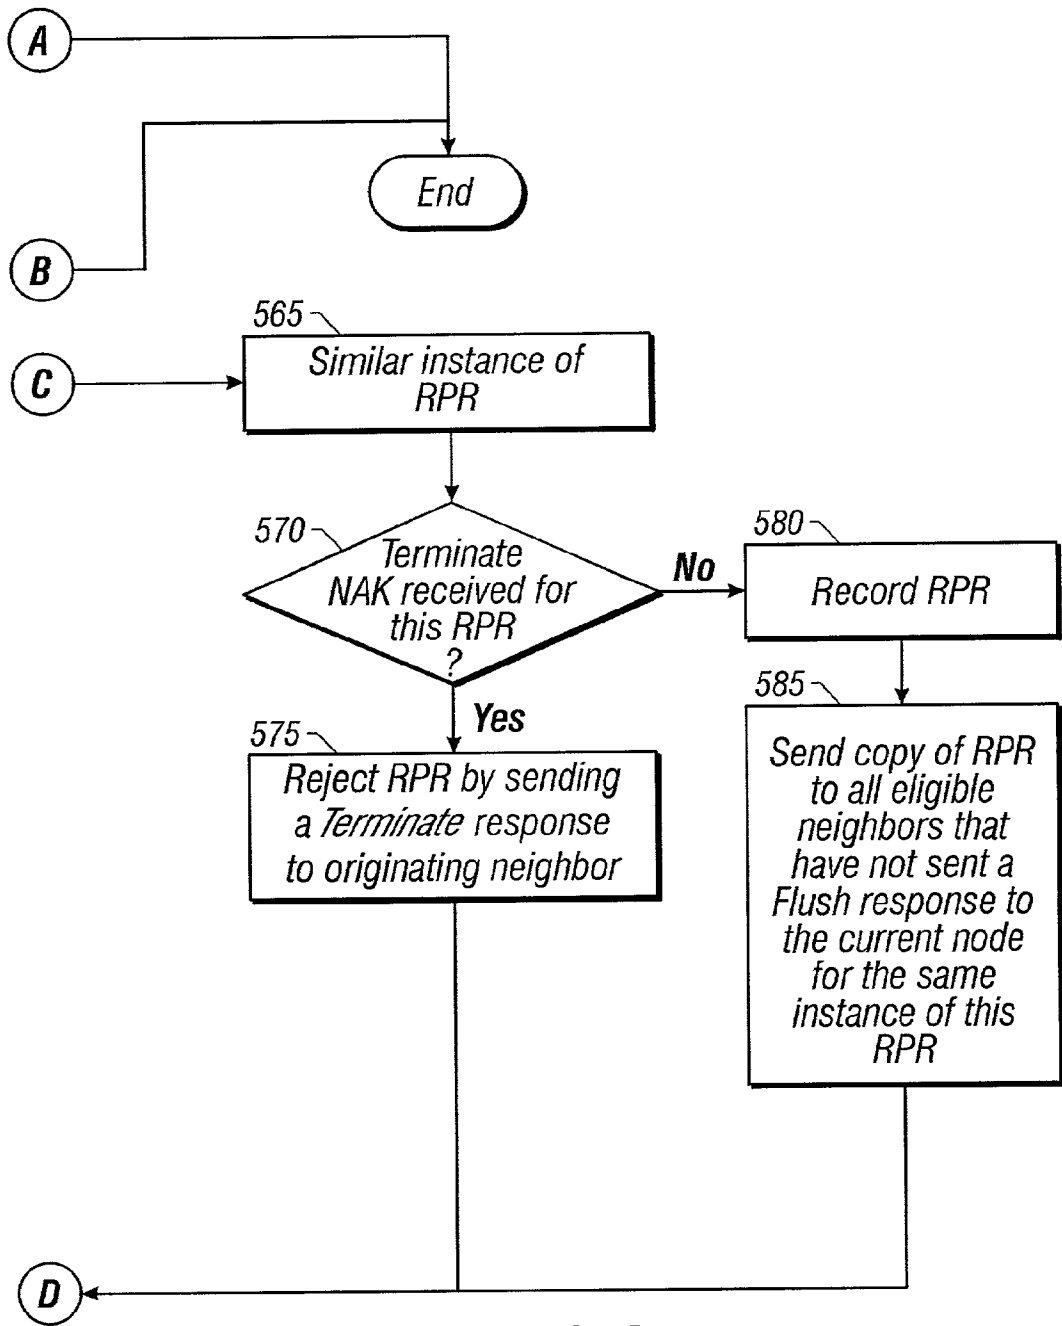 A
End
B
565
C
Similar instance of
RPR
570
Terminate
NAK received for
this RPR
?
No
580
Record RPR
Yes
575
Reject RPR by sending
a Terminate response
to originating neighbor
585
Send copy of RPR
to all eligible
neighbors that
have not sent a
Flush response to
the current node
for the same
instance of this
RPR
D